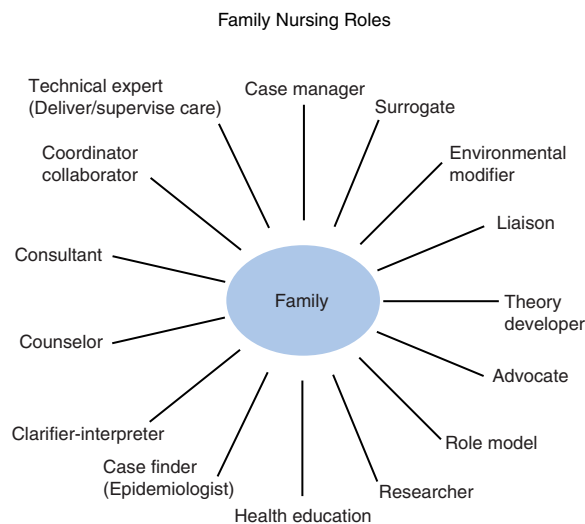 Family Nursing Roles
Technical expert
(Deliver/supervise care)
Case manager
Surrogate
Coordinator
collaborator
Environmental
modifier
Liaison
Consultant
Family
Theory
developer
Counselor
Advocate
Clarifier-interpreter
Role model
Case finder
(Epidemiologist)
Researcher
Health education